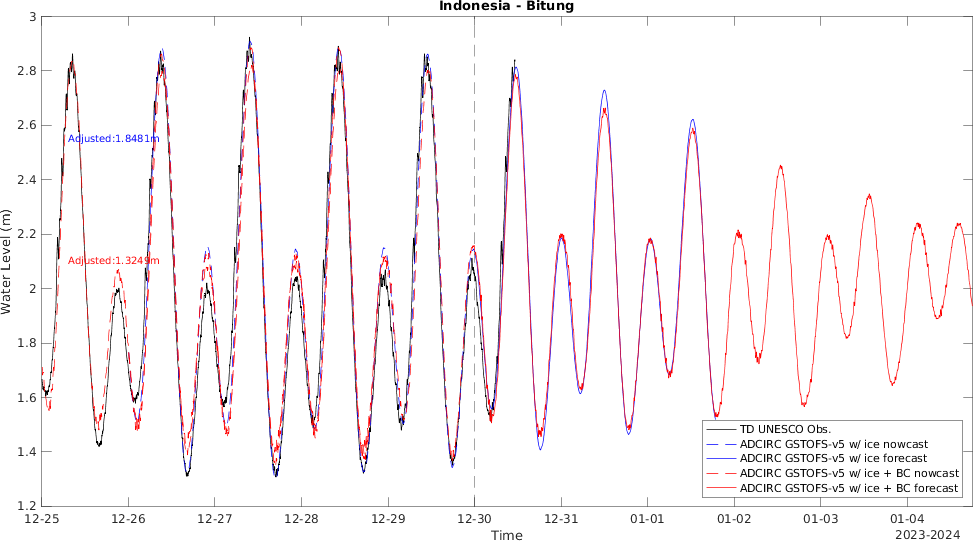 Indonesia - Bitung
3
2.8
2.6
2.4
2.2
2
1.8
1.6
1.4
1.2
Water Level (m)
Adjusted:1.8481m
Adjusted:1.3249m
TD UNESCO Obs.
ADCIRC GSTOFS-v5 w/ ice nowcast
ADCIRC GSTOFS-v5 w/ ice forecast
ADCIRC GSTOFS-v5 w/ ice + BC nowcast
ADCIRC GSTOFS-v5 w/ ice + BC forecast
12-25 12-26 12-27 12-28 12-29 12-30 12-31 01-01 01-02 01-03 01-04
Time
2023-2024